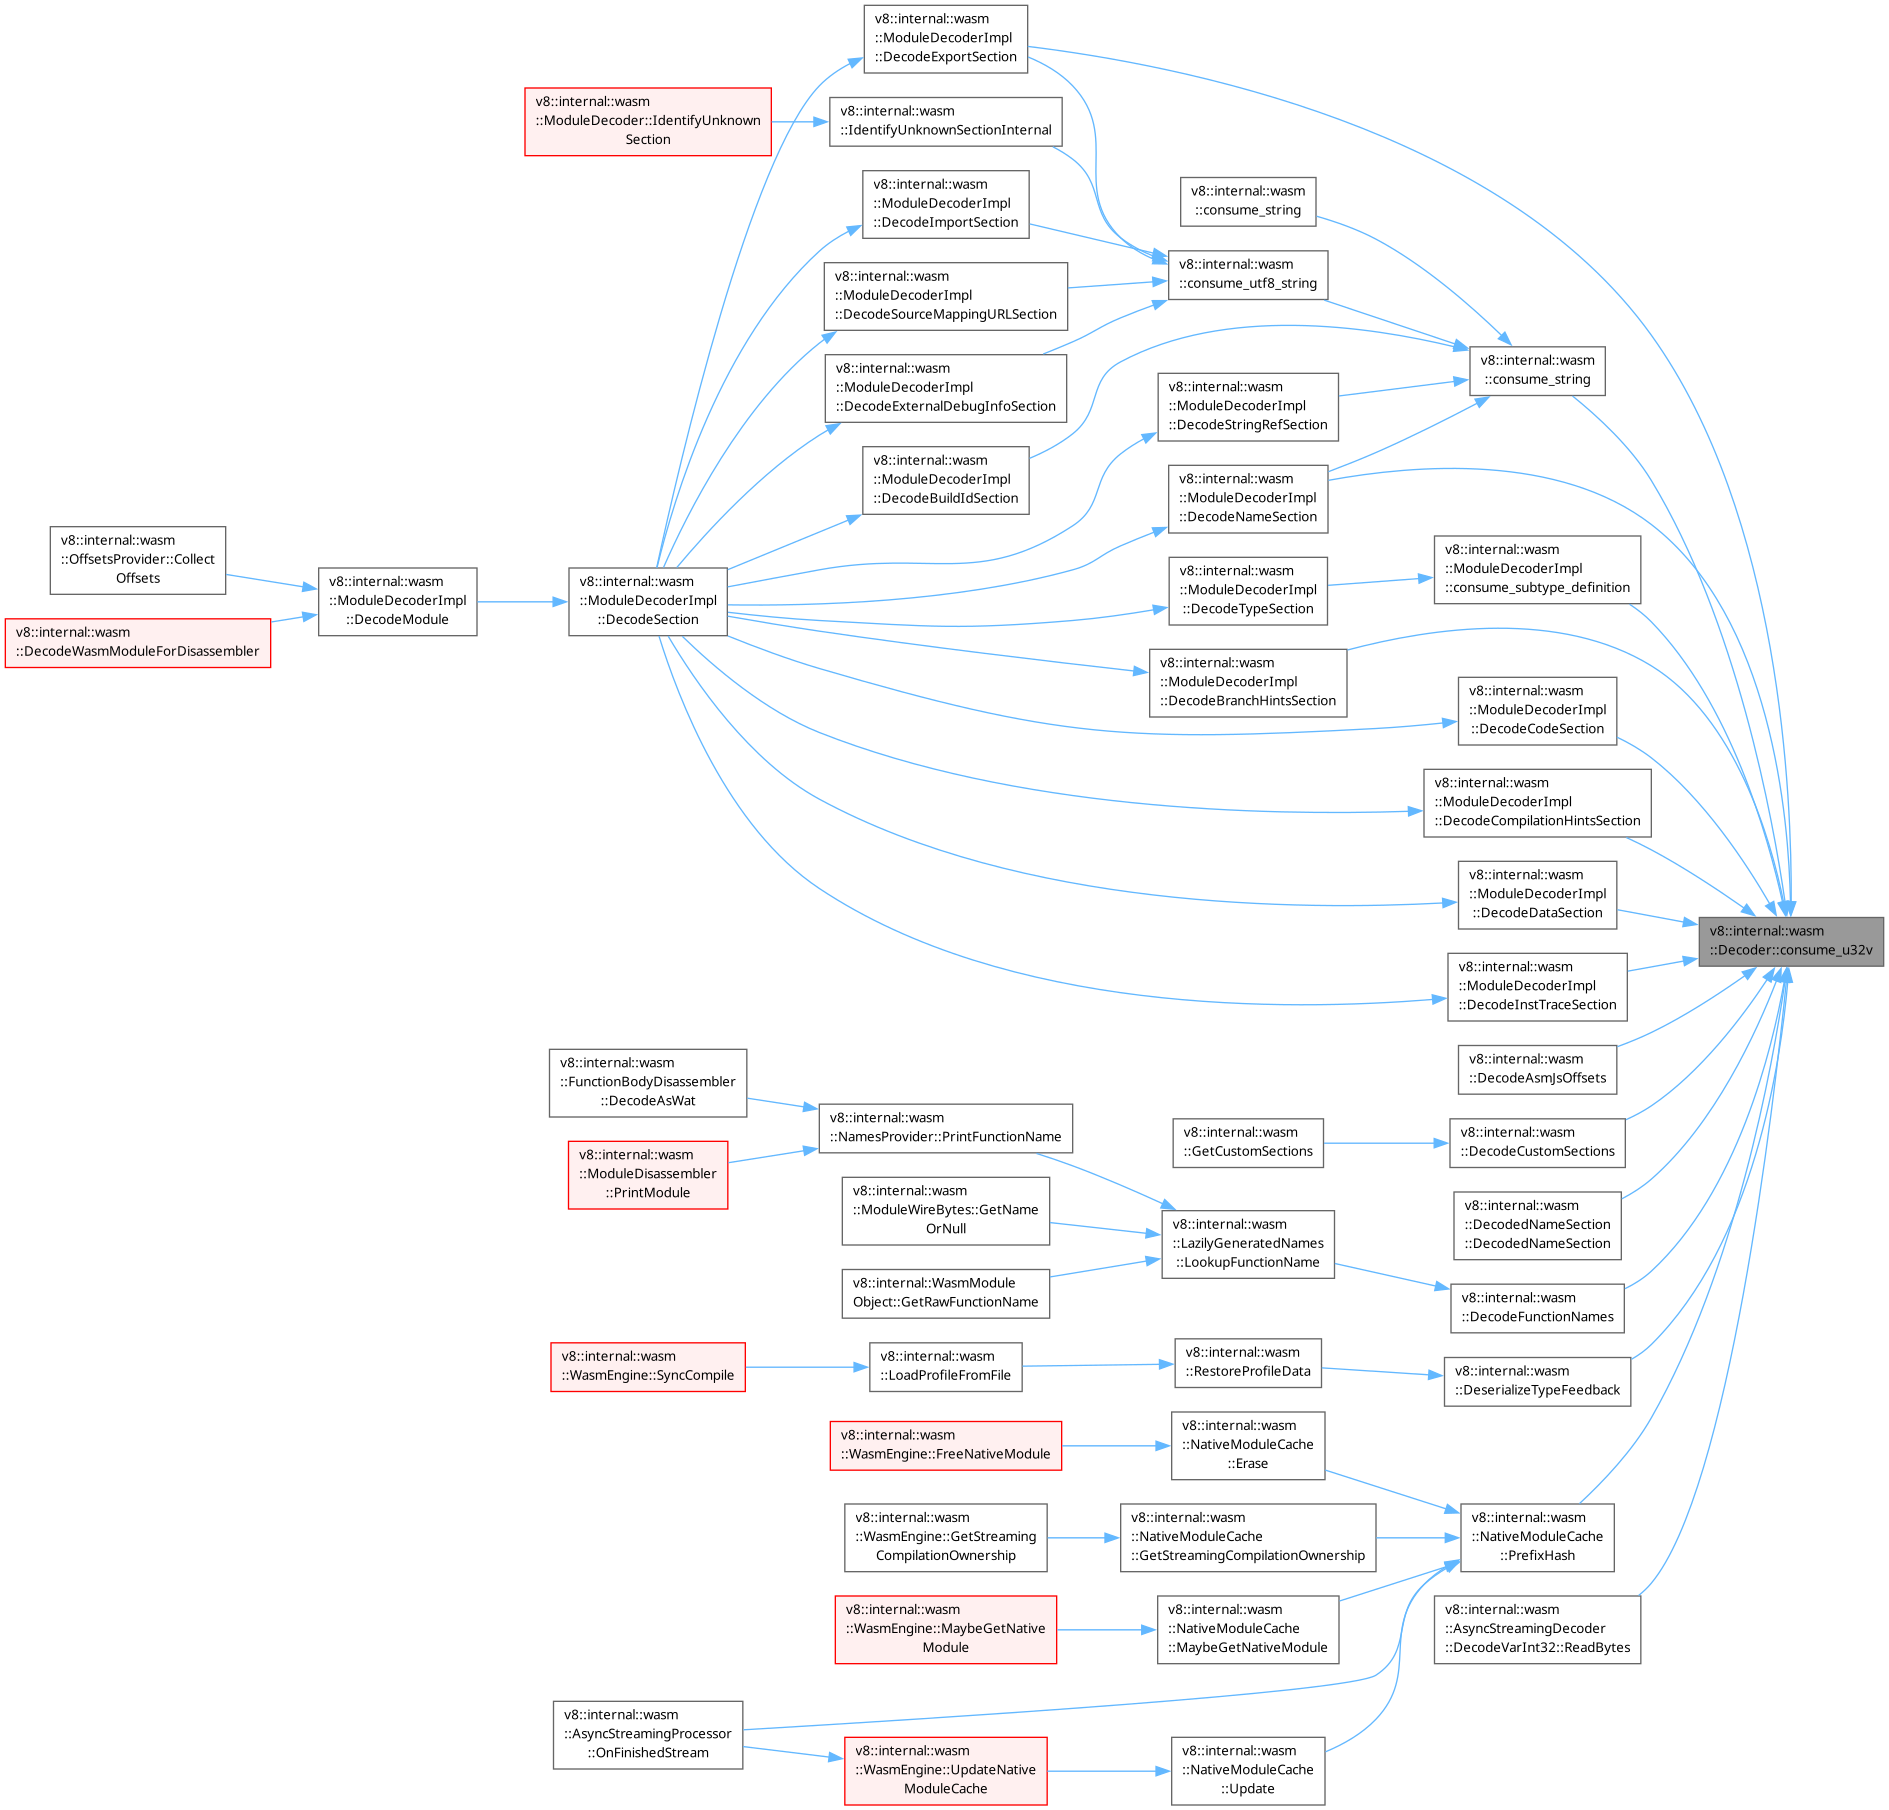 v8::internal::wasm
::ModuleDecoderImpl
::DecodeExportSection
v8::internal::wasm
::ModuleDecoder::IdentifyUnknown
Section
v8::internal::wasm
::IdentifyUnknownSectionInternal
v8::internal::wasm
::ModuleDecoderImpl
::DecodeImportSection
v8::internal::wasm
::consume_string
v8::internal::wasm
::consume_utf8_string
v8::internal::wasm
::ModuleDecoderImpl
::DecodeSourceMappingURLSection
v8::internal::wasm
::consume_string
v8::internal::wasm
::ModuleDecoderImpl
::DecodeExternalDebugInfoSection
v8::internal::wasm
::ModuleDecoderImpl
::DecodeStringRefSection
v8::internal::wasm
::ModuleDecoderImpl
::DecodeBuildIdSection
v8::internal::wasm
::ModuleDecoderImpl
::DecodeNameSection
v8::internal::wasm
::OffsetsProvider::Collect
Offsets
v8::internal::wasm
::DecodeWasmModuleForDisassembler
v8::internal::wasm
::ModuleDecoderImpl
::DecodeModule
v8::internal::wasm
::ModuleDecoderImpl
::DecodeSection
v8::internal::wasm
::ModuleDecoderImpl
::DecodeTypeSection
v8::internal::wasm
::ModuleDecoderImpl
::consume_subtype_definition
v8::internal::wasm
::ModuleDecoderImpl
::DecodeBranchHintsSection
v8::internal::wasm
::ModuleDecoderImpl
::DecodeCodeSection
v8::internal::wasm
::ModuleDecoderImpl
::DecodeCompilationHintsSection
v8::internal::wasm
::ModuleDecoderImpl
::DecodeDataSection
v8::internal::wasm
::Decoder::consume_u32v
v8::internal::wasm
::ModuleDecoderImpl
::DecodeInstTraceSection
v8::internal::wasm
::DecodeAsmJsOffsets
v8::internal::wasm
::FunctionBodyDisassembler
::DecodeAsWat
v8::internal::wasm
::NamesProvider::PrintFunctionName
v8::internal::wasm
::GetCustomSections
v8::internal::wasm
::DecodeCustomSections
v8::internal::wasm
::ModuleDisassembler
::PrintModule
v8::internal::wasm
::ModuleWireBytes::GetName
OrNull
v8::internal::wasm
::LazilyGeneratedNames
::LookupFunctionName
v8::internal::wasm
::DecodedNameSection
::DecodedNameSection
v8::internal::WasmModule
Object::GetRawFunctionName
v8::internal::wasm
::DecodeFunctionNames
v8::internal::wasm
::WasmEngine::SyncCompile
v8::internal::wasm
::LoadProfileFromFile
v8::internal::wasm
::RestoreProfileData
v8::internal::wasm
::DeserializeTypeFeedback
v8::internal::wasm
::WasmEngine::FreeNativeModule
v8::internal::wasm
::NativeModuleCache
::Erase
v8::internal::wasm
::WasmEngine::GetStreaming
CompilationOwnership
v8::internal::wasm
::NativeModuleCache
::GetStreamingCompilationOwnership
v8::internal::wasm
::NativeModuleCache
::PrefixHash
v8::internal::wasm
::WasmEngine::MaybeGetNative
Module
v8::internal::wasm
::NativeModuleCache
::MaybeGetNativeModule
v8::internal::wasm
::AsyncStreamingDecoder
::DecodeVarInt32::ReadBytes
v8::internal::wasm
::AsyncStreamingProcessor
::OnFinishedStream
v8::internal::wasm
::WasmEngine::UpdateNative
ModuleCache
v8::internal::wasm
::NativeModuleCache
::Update